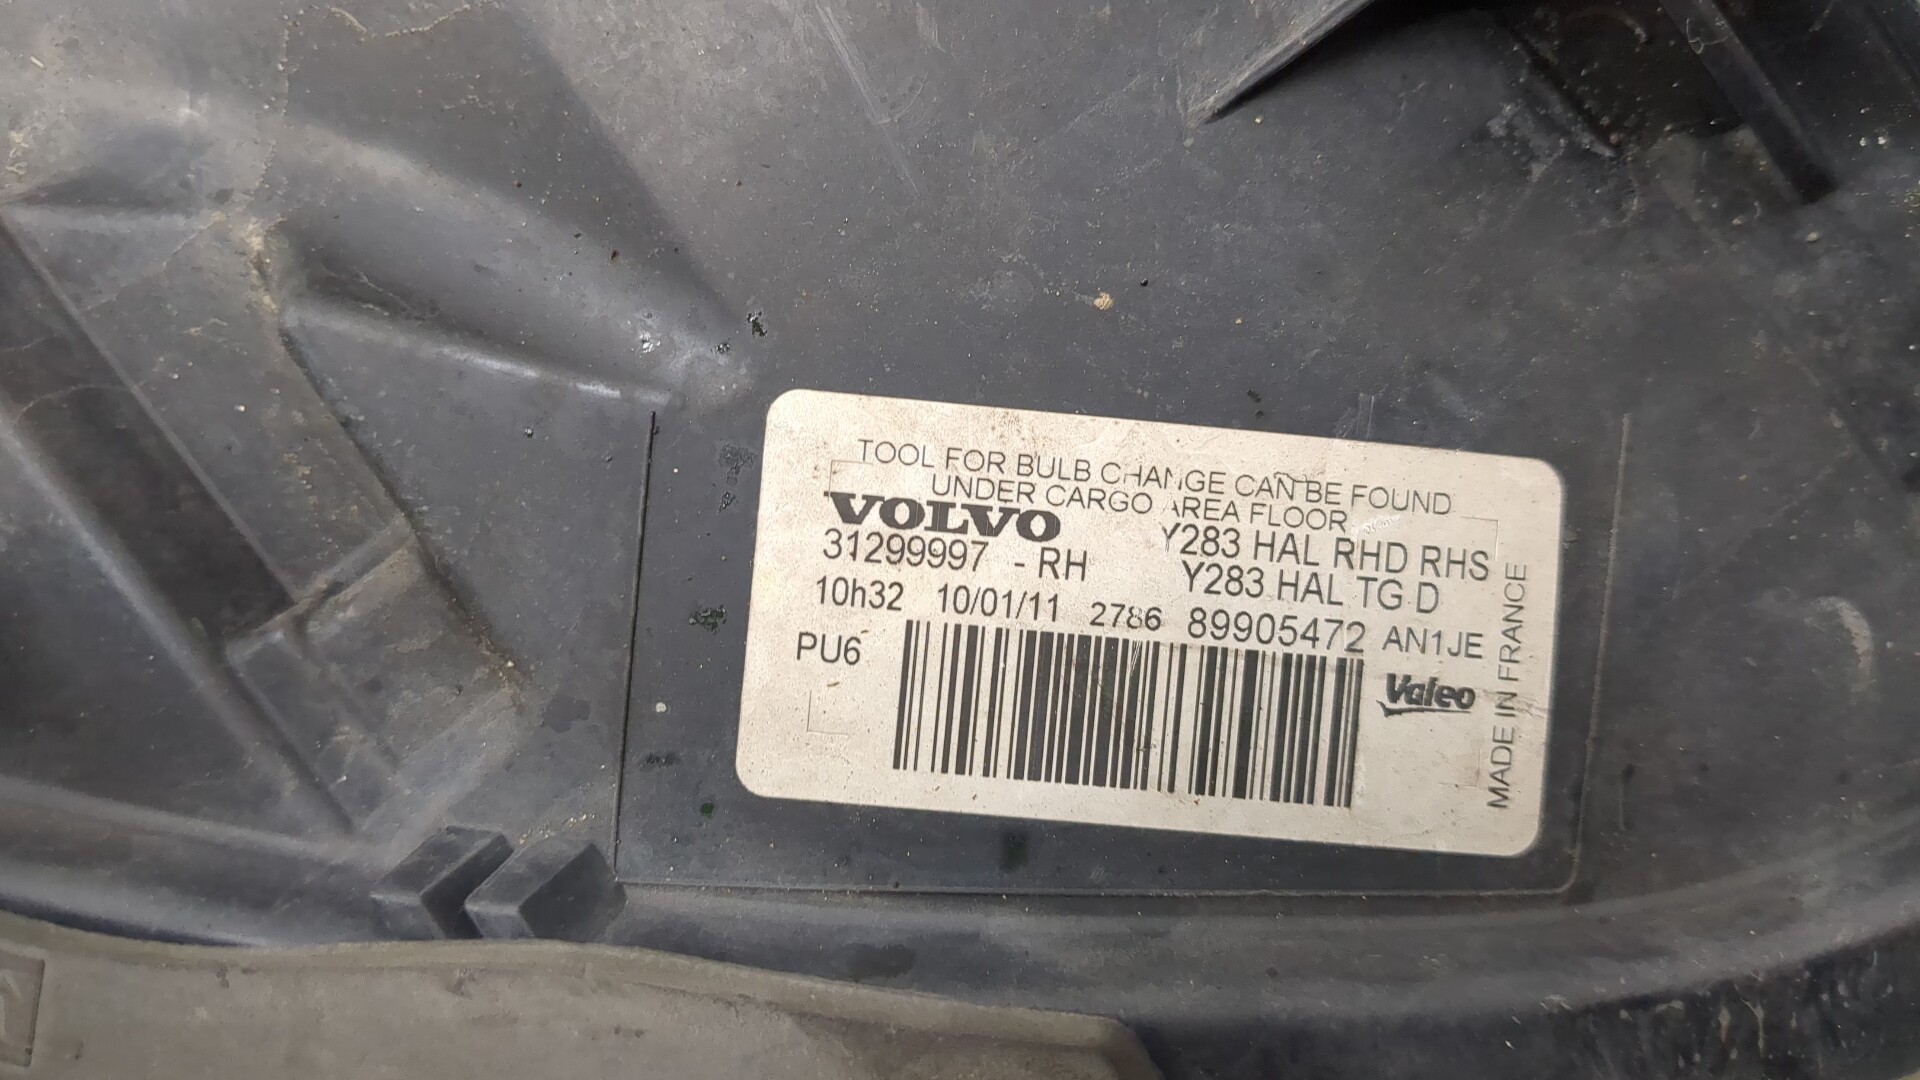 TOOL FOR BULB CHANGE CAN BE FOUND
UNDER CARGO AREA FLOOR
VOLVO
31299997 - RH
Y283 HAL RHD RHS
Y283 HAL TG D
10h32 10/01/11 2786 89905472 AN1JE
PU6
Valeo
MADE IN FRANCE